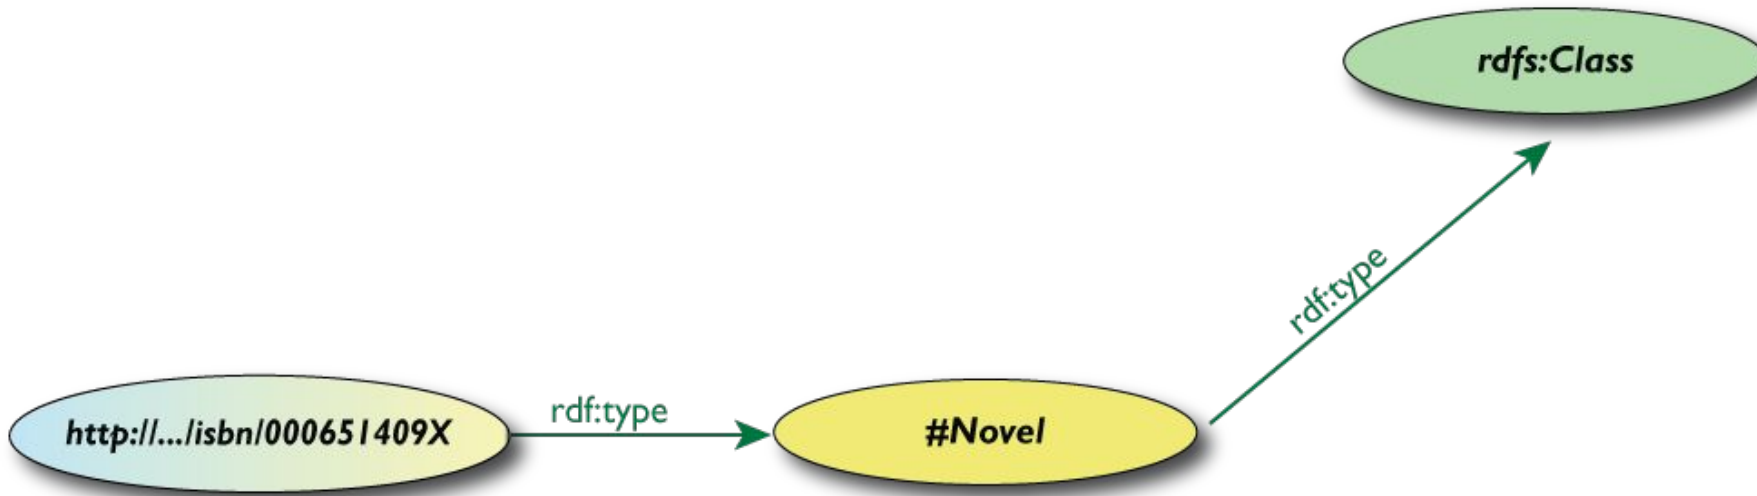 rdfs:Class
rdf:type
http://.../isbn/000651409X
rdf:type
#Novel